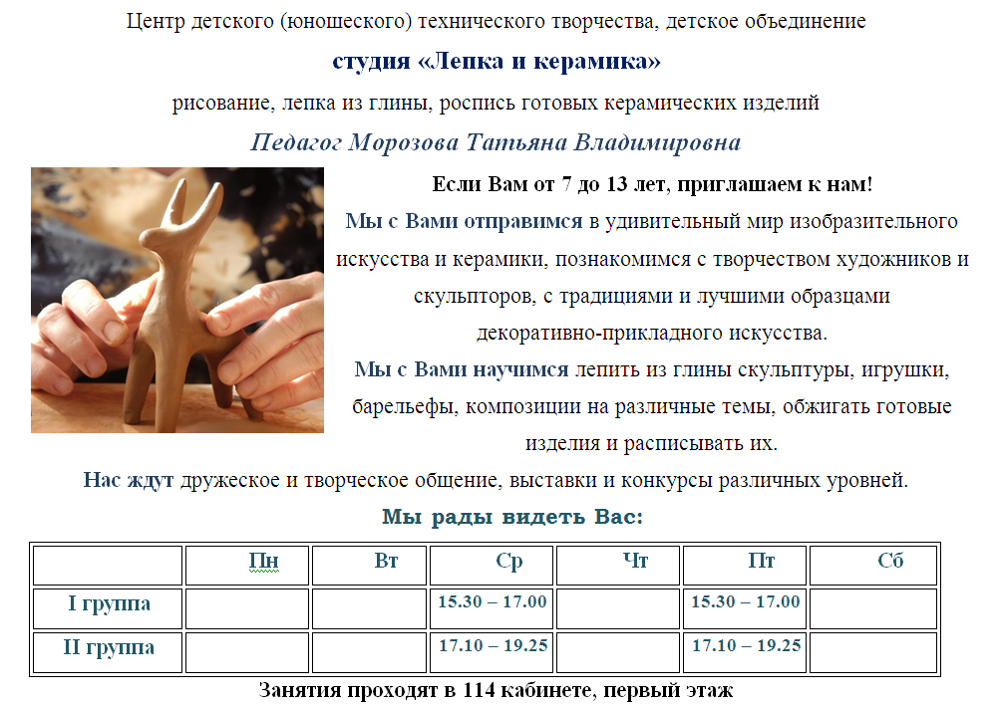 Центр детского (юношеского) технического творчества, детское объединение
студия «Лепка и керамика»
рисование, лепка из глины, роспись готовых керамических изделий
Педагог Морозова Татьяна Владимировна
Если Вам от 7 до 13 лет, приглашаем к нам!
Мы с Вами отправимся в удивительный мир изобразительного
искусства и керамики, познакомимся с творчеством художников и
скульпторов, с традициями и лучшими образцами
декоративно-прикладного искусства.
Мы с Вами научимся лепить из глины скульптуры, игрушки,
барельефы, композиции на различные темы, обжигать готовые
изделия и расписывать их.
Нас ждут дружеское и творческое общение, выставки и конкурсы различных уровней.
Мы рады видеть Вас:
Пн Вт Ср Чт Пт Сб
I группа 15.30 – 17.00 15.30 – 17.00
II группа 17.10 – 19.25 17.10 – 19.25
Занятия проходят в 114 кабинете, первый этаж